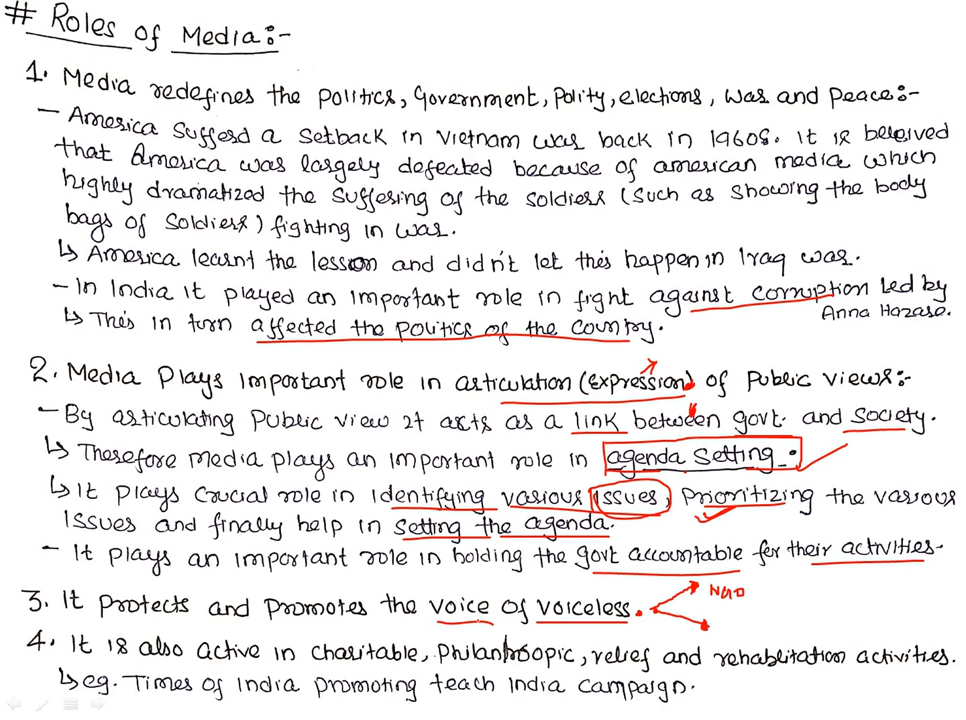 # Roles of Media:-
1. Media redefines the politics, Government, Polity, elections, war and peace:-
- America sufferd a setback in Vietnam war back in 1960s. It is beleived
that America was largely defeated because of american media which
highly dramatized the suffering of the soldiers (such as showing the body
bags of soldiers) fighting in war.
↳ America learnt the lesson and didn't let this happen in Iraq war.
- In India it played an important role in fight against corruption led by
Anna Hazare.
↳ This in turn affected the politics of the country.
2. Media Plays important role in articulation (expression) of public views:-
- By articulating public view it acts as a link between govt. and society.
↳ Therefore media plays an important role in agenda setting.
↳ It plays crucial role in identifying various issues, Prioritizing the various
issues and finally help in setting the agenda.
- It plays an important role in holding the govt accountable for their activities.
3. It protects and promotes the voice of voiceless. NGO
4. It is also active in charitable, philanthropic, relief and rehablitation activities.
↳ eg. Times of India promoting teach India campaign.